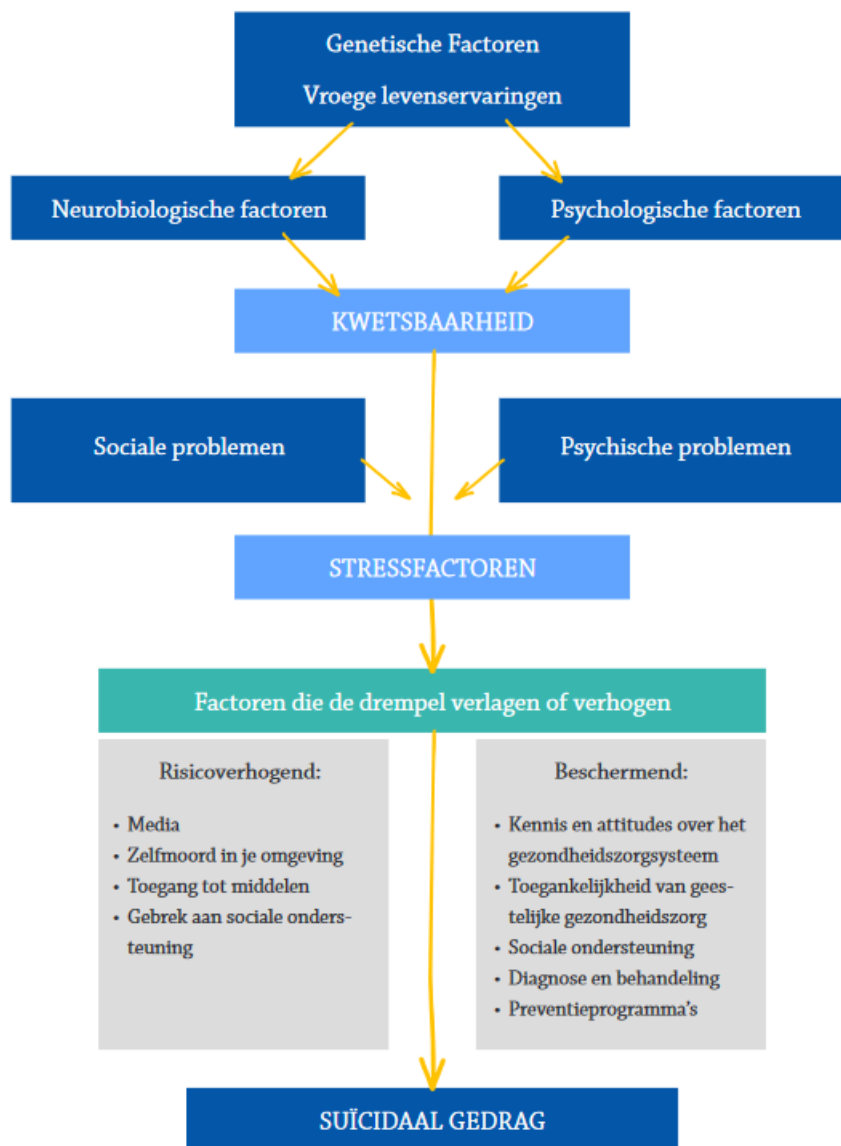 Genetische Factoren
Vroege levenservaringen
Neurobiologische factoren
Psychologische factoren
KWETSBAARHEID
Sociale problemen
Psychische problemen
STRESSFACTOREN
Factoren die de drempel verlagen of verhogen
Risicoverhogend:
• Media
• Zelfmoord in je omgeving
• Toegang tot middelen
• Gebrek aan sociale onders-
teuning
Beschermend:
• Kennis en attitudes over het
gezondheidszorgsysteem
• Toegankelijkheid van gees-
telijke gezondheidszorg
• Sociale ondersteuning
• Diagnose en behandeling
• Preventieprogramma's
SUÏCIDAAL GEDRAG